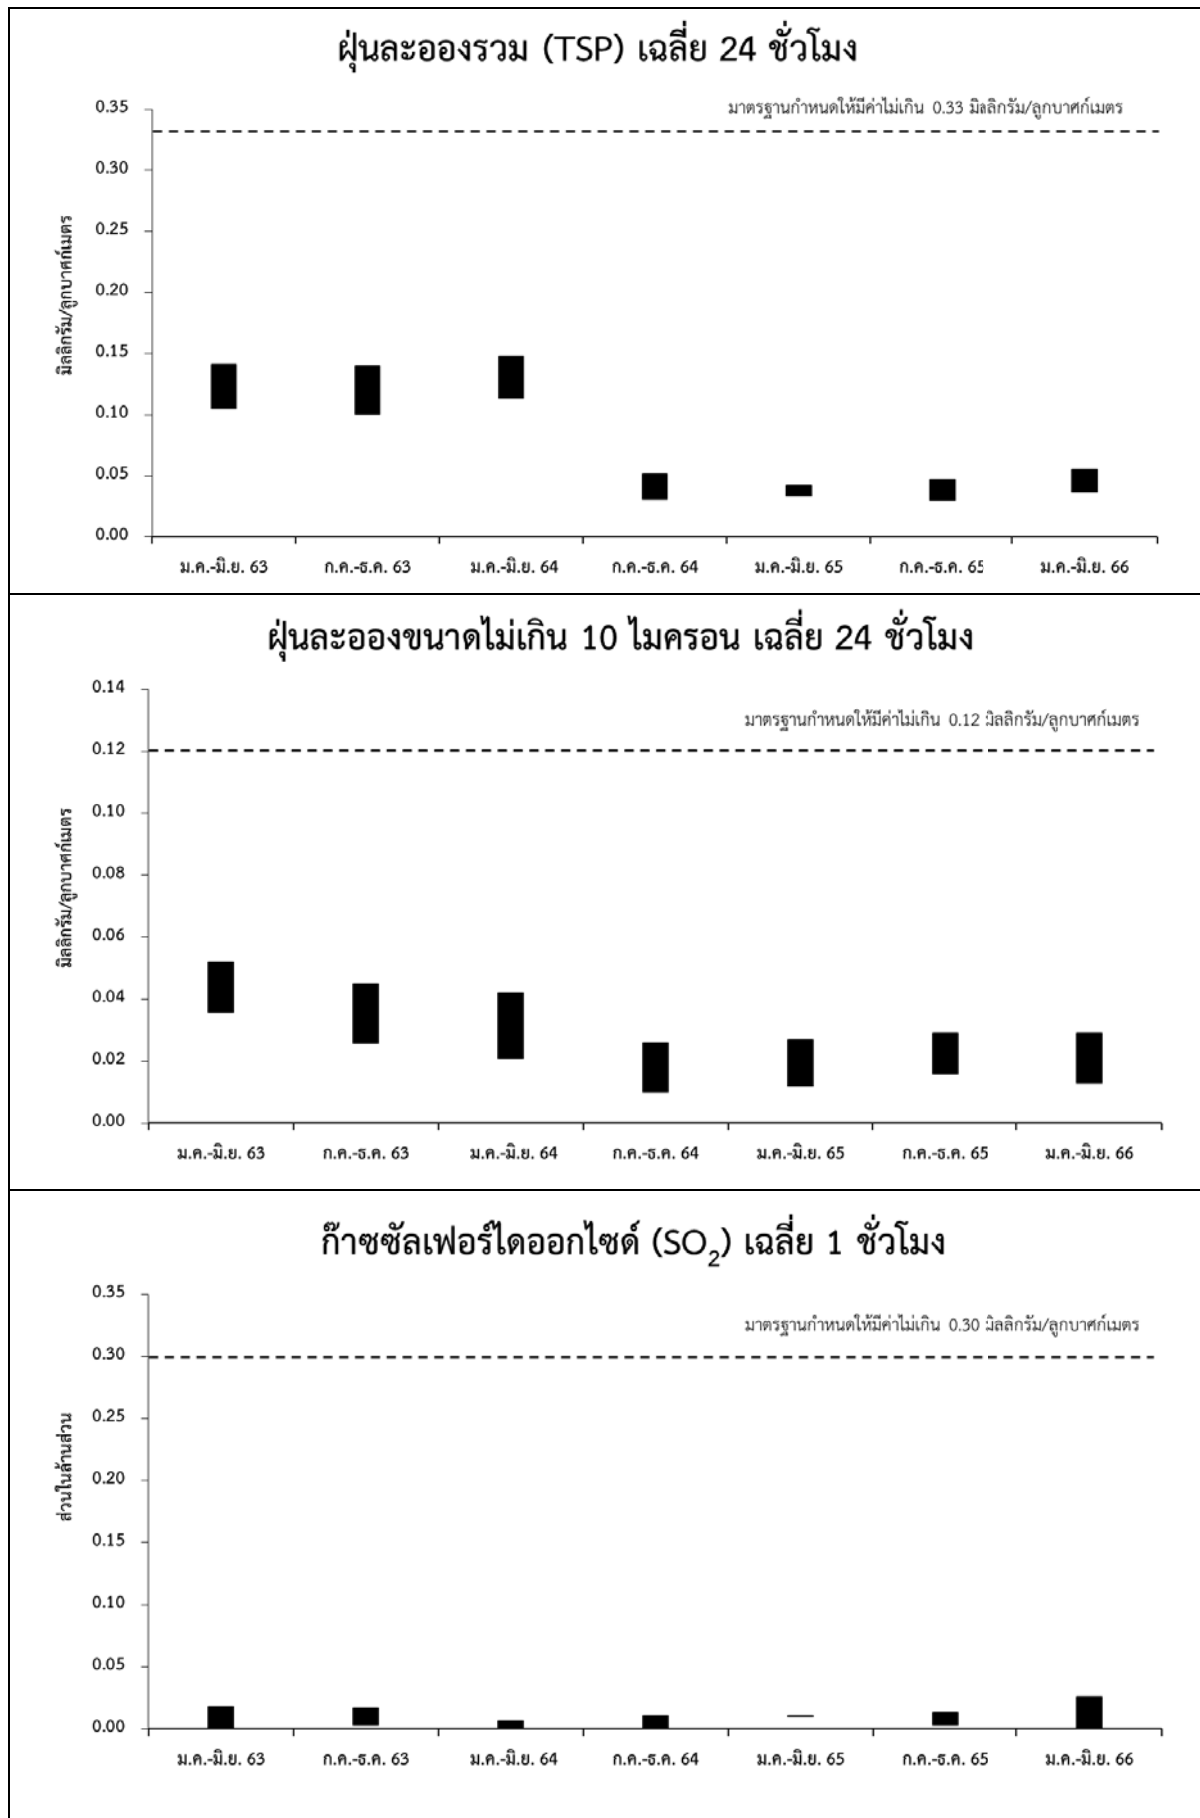 ฝุ่นละอองรวม (TSP) เฉลี่ย 24 ชั่วโมง
มาตรฐานกำหนดให้มีค่าไม่เกิน 0.33 มิลลิกรัม/ลูกบาศก์เมตร
มิลลิกรัม/ลูกบาศก์เมตร
0.35
0.30
0.25
0.20
0.15
0.10
0.05
0.00
ม.ค.-มิ.ย. 63 ก.ค.-ธ.ค. 63 ม.ค.-มิ.ย. 64 ก.ค.-ธ.ค. 64 ม.ค.-มิ.ย. 65 ก.ค.-ธ.ค. 65 ม.ค.-มิ.ย. 66
ฝุ่นละอองขนาดไม่เกิน 10 ไมครอน เฉลี่ย 24 ชั่วโมง
มาตรฐานกำหนดให้มีค่าไม่เกิน 0.12 มิลลิกรัม/ลูกบาศก์เมตร
มิลลิกรัม/ลูกบาศก์เมตร
0.14
0.12
0.10
0.08
0.06
0.04
0.02
0.00
ม.ค.-มิ.ย. 63 ก.ค.-ธ.ค. 63 ม.ค.-มิ.ย. 64 ก.ค.-ธ.ค. 64 ม.ค.-มิ.ย. 65 ก.ค.-ธ.ค. 65 ม.ค.-มิ.ย. 66
ก๊าซซัลเฟอร์ไดออกไซด์ (SO₂) เฉลี่ย 1 ชั่วโมง
มาตรฐานกำหนดให้มีค่าไม่เกิน 0.30 มิลลิกรัม/ลูกบาศก์เมตร
ส่วนในล้านส่วน
0.35
0.30
0.25
0.20
0.15
0.10
0.05
0.00
ม.ค.-มิ.ย. 63 ก.ค.-ธ.ค. 63 ม.ค.-มิ.ย. 64 ก.ค.-ธ.ค. 64 ม.ค.-มิ.ย. 65 ก.ค.-ธ.ค. 65 ม.ค.-มิ.ย. 66